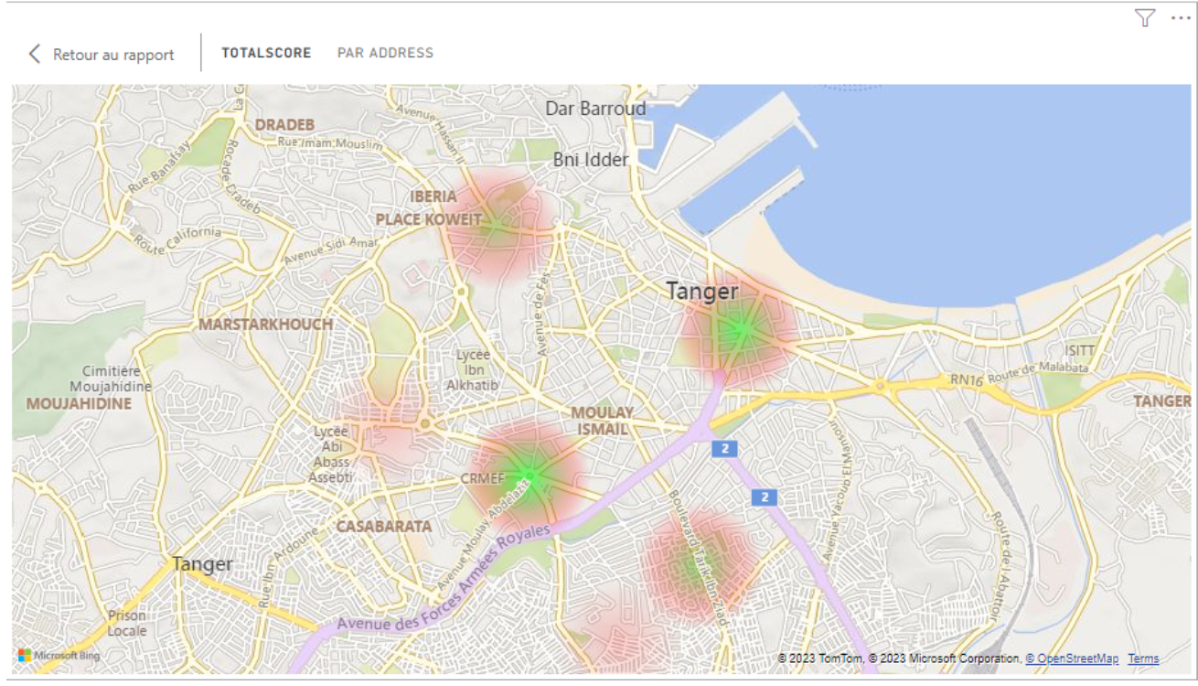 Retour au rapport
TOTALSCORE
PAR ADDRESS
Dar Barroud
La C
Avenue Hassan II
DRADEB
Rue Imam Mouslim
Bni Idder
Rue Banafsaj
Rocade Dradeb
IBERIA
PLACE KOWEIT
Route California
Avenue Sidi Amar
Avenue de Fes
Tanger
MARSTARKHOUCH
ISITT
Lycée
Ibn
Alkhatib
Cimitière
Moujahidine
RN16 Route de Malabata
MOUJAHIDINE
TANGER
MOULAY
ISMAIL
Lycée
Abi
Abass
Assebti
2
CRMEF
2
Avenue Yacoub El Mansour
CASABARATA
Avenue Moulay Abdelaziz
Boulevard Tarik Ibn Ziad
Route de l'Abattoir
Rue Ibn Ardoune
Tanger
Avenue des Forces Armées Royales
Prison
Locale
Microsoft Bing
© 2023 TomTom, © 2023 Microsoft Corporation, © OpenStreetMap Terms